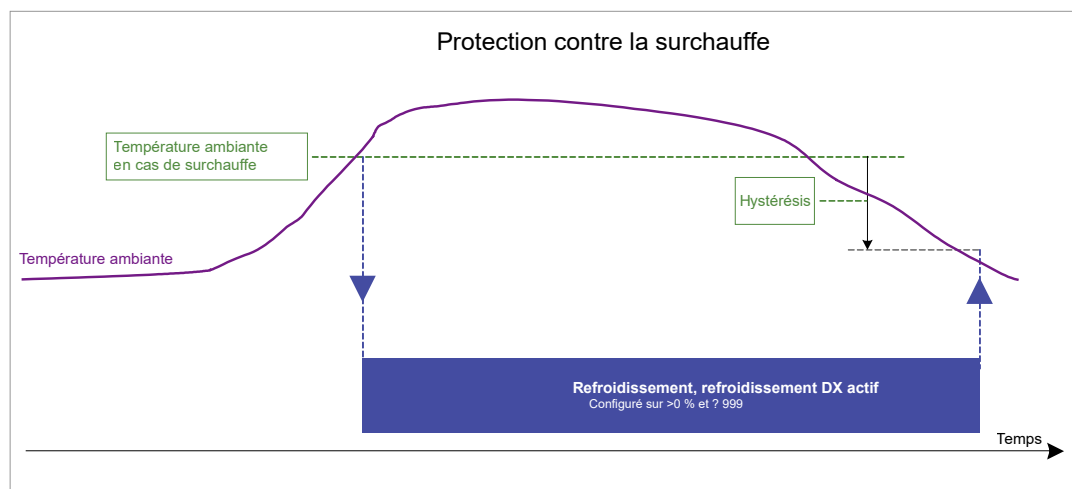 Protection contre la surchauffe
Température ambiante
en cas de surchauffe
Hystérésis
Température ambiante
Refroidissement, refroidissement DX actif
Configuré sur >0 % et ? 999
Temps